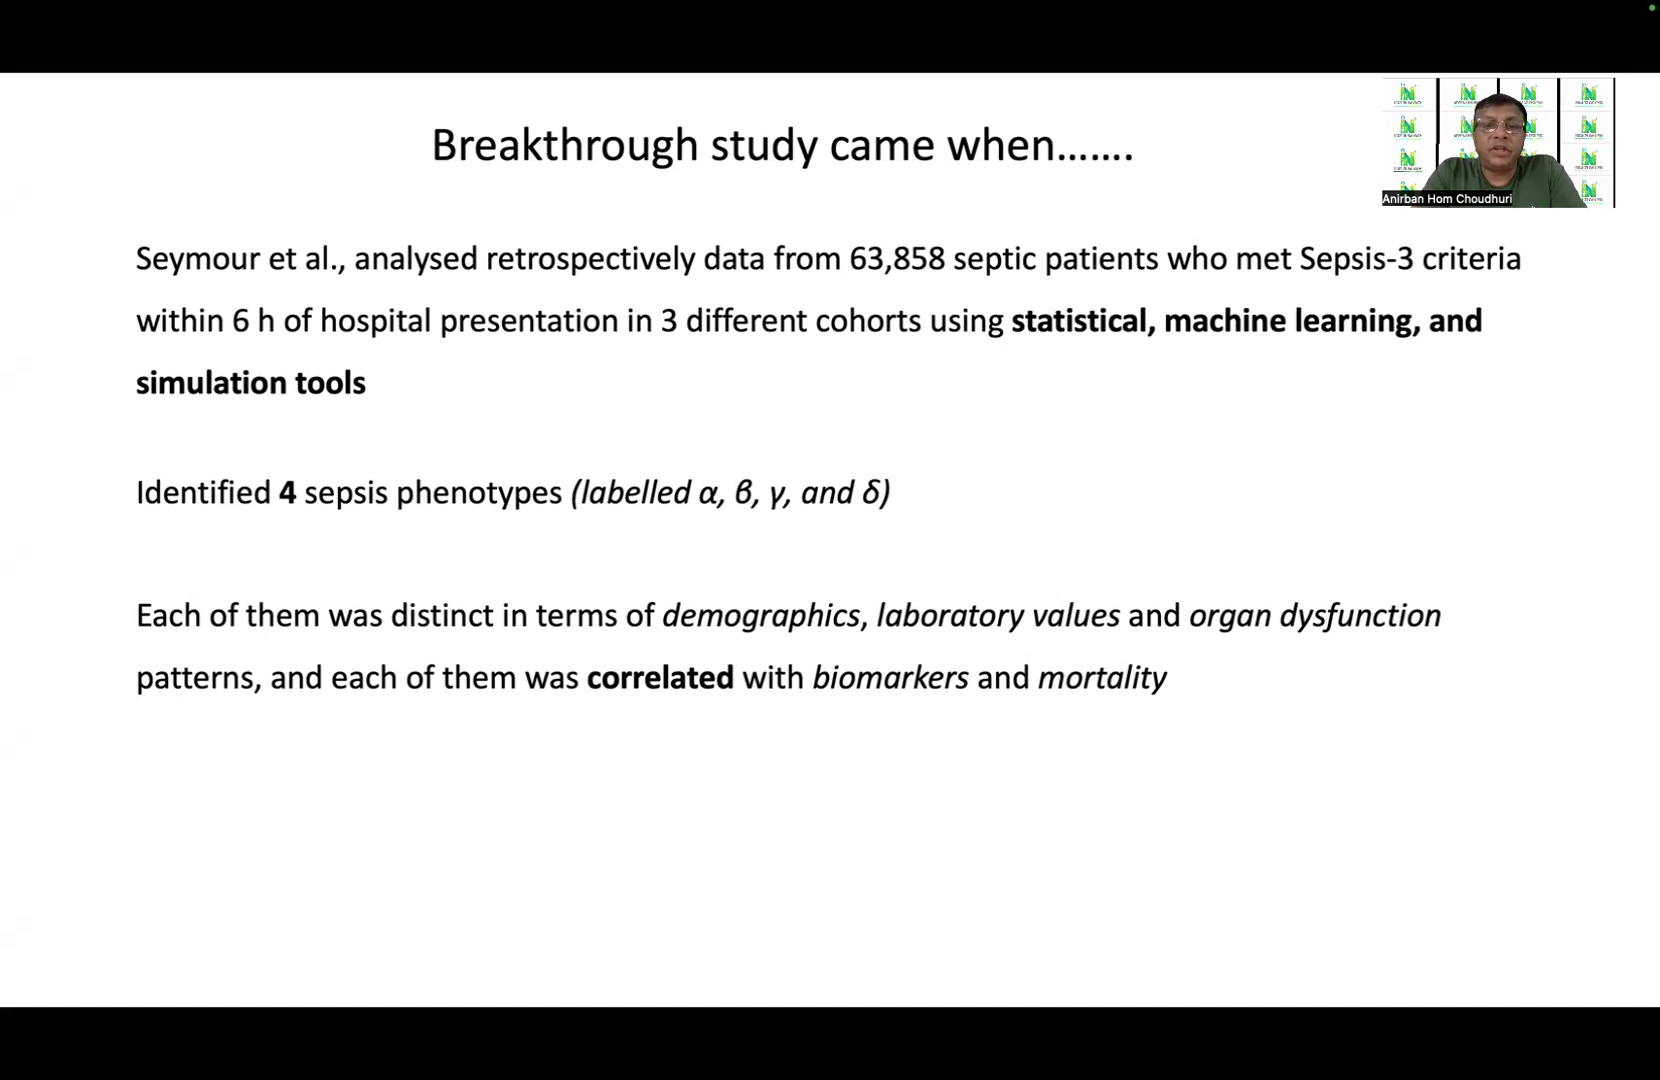 Breakthrough study came when…….
Anirban Hom Choudhuri
Seymour et al., analysed retrospectively data from 63,858 septic patients who met Sepsis-3 criteria
within 6 h of hospital presentation in 3 different cohorts using statistical, machine learning, and
simulation tools
Identified 4 sepsis phenotypes (labelled α, β, γ, and δ)
Each of them was distinct in terms of demographics, laboratory values and organ dysfunction
patterns, and each of them was correlated with biomarkers and mortality